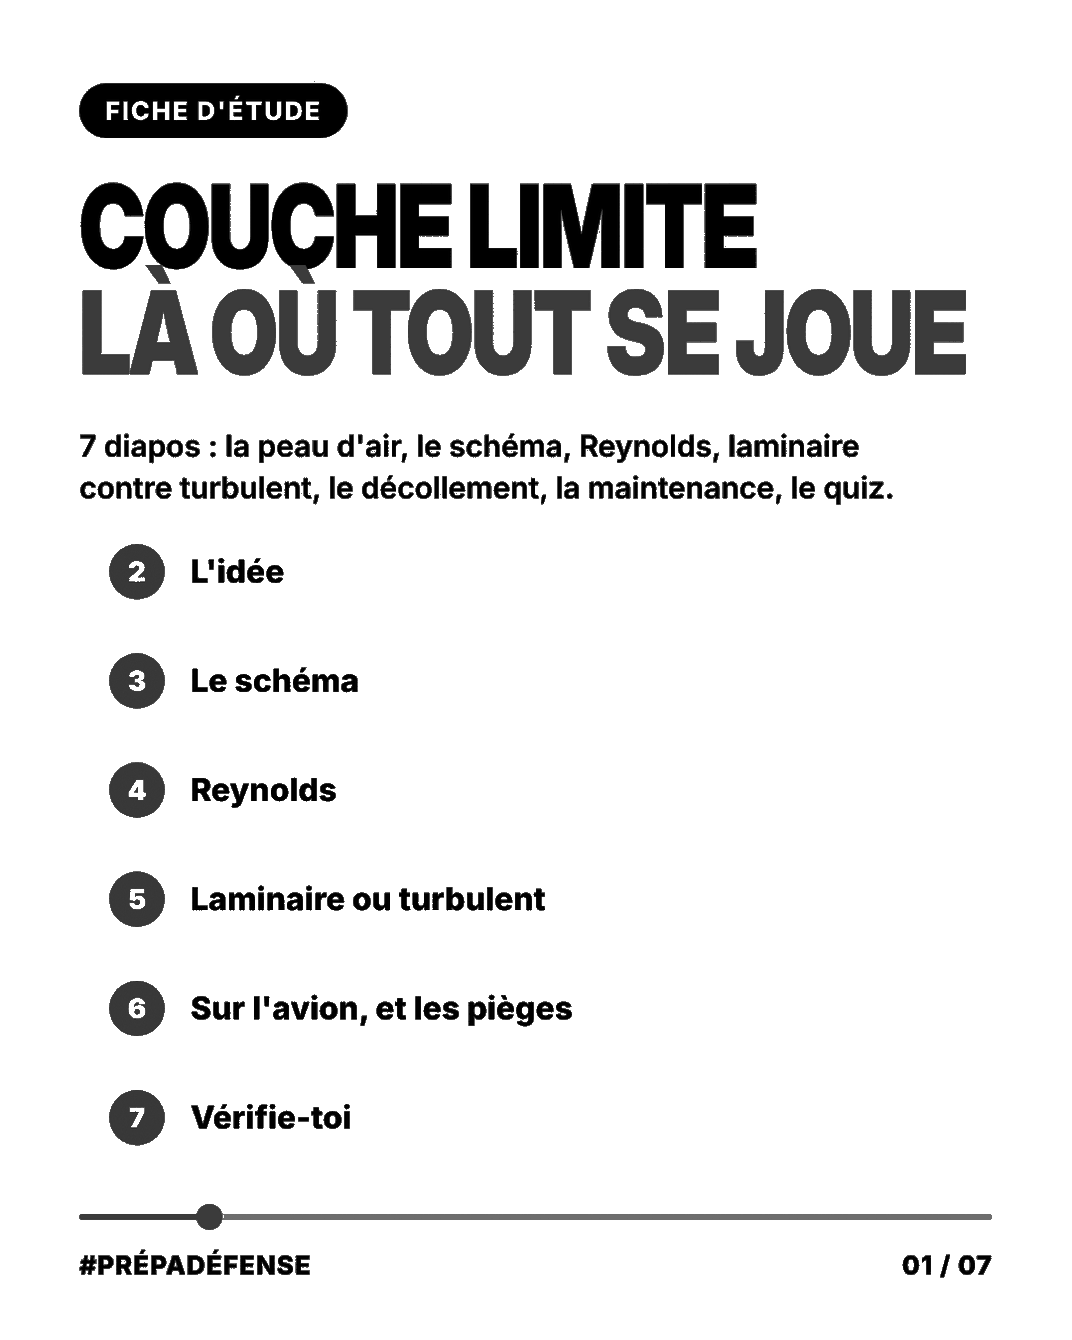 FICHE D'ÉTUDE
COUCHE LIMITE
LÀ OÙ TOUT SE JOUE
7 diapos : la peau d'air, le schéma, Reynolds, laminaire
contre turbulent, le décollement, la maintenance, le quiz.
2 L'idée
3 Le schéma
4 Reynolds
5 Laminaire ou turbulent
6 Sur l'avion, et les pièges
7 Vérifie-toi
#PRÉPADÉFENSE 01 / 07